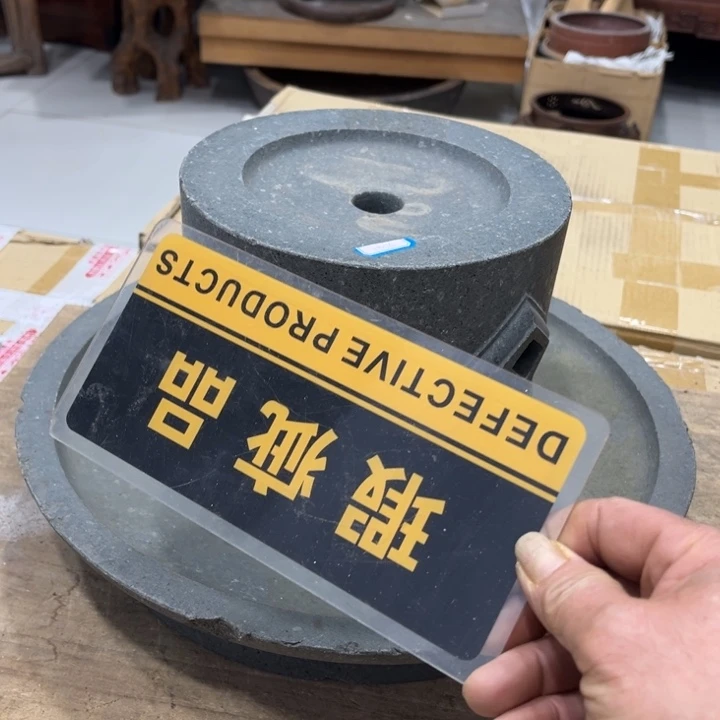 瑕疵品
DEFECTIVE PRODUCTS